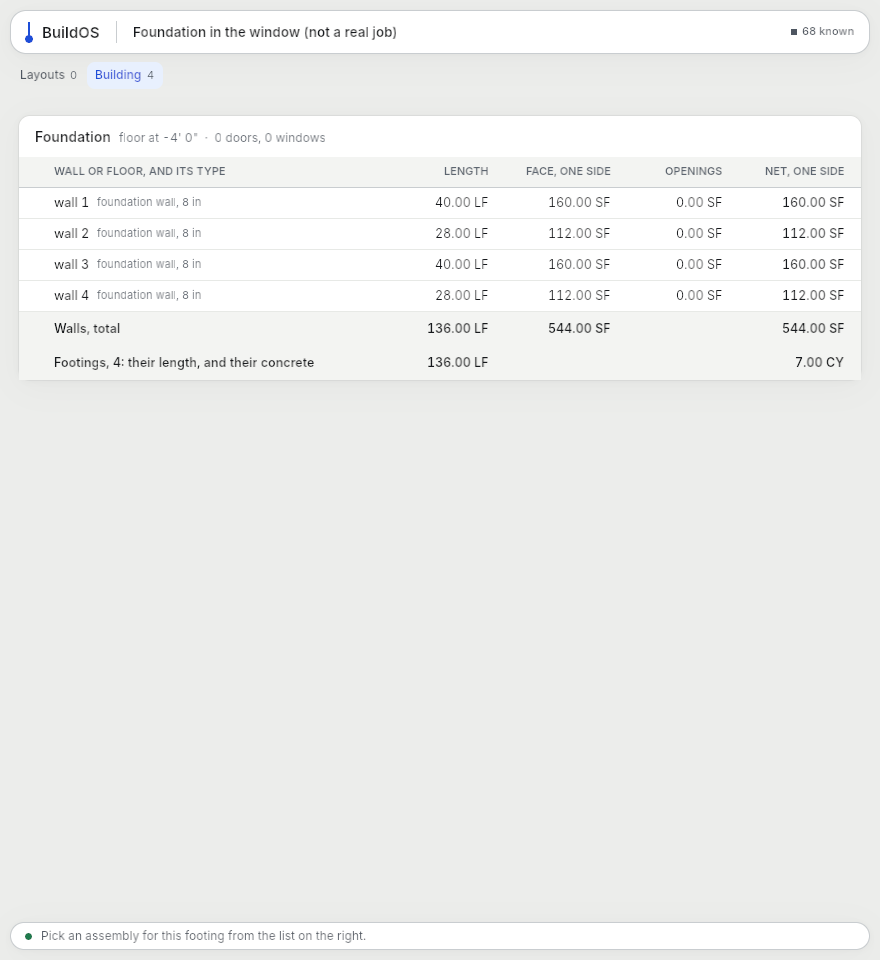 BuildOS Foundation in the window (not a real job) 68 known
Layouts 0 Building 4
Foundation floor at -4' 0" · 0 doors, 0 windows
WALL OR FLOOR, AND ITS TYPE LENGTH FACE, ONE SIDE OPENINGS NET, ONE SIDE
wall 1 foundation wall, 8 in 40.00 LF 160.00 SF 0.00 SF 160.00 SF
wall 2 foundation wall, 8 in 28.00 LF 112.00 SF 0.00 SF 112.00 SF
wall 3 foundation wall, 8 in 40.00 LF 160.00 SF 0.00 SF 160.00 SF
wall 4 foundation wall, 8 in 28.00 LF 112.00 SF 0.00 SF 112.00 SF
Walls, total 136.00 LF 544.00 SF 544.00 SF
Footings, 4: their length, and their concrete 136.00 LF 7.00 CY
Pick an assembly for this footing from the list on the right.